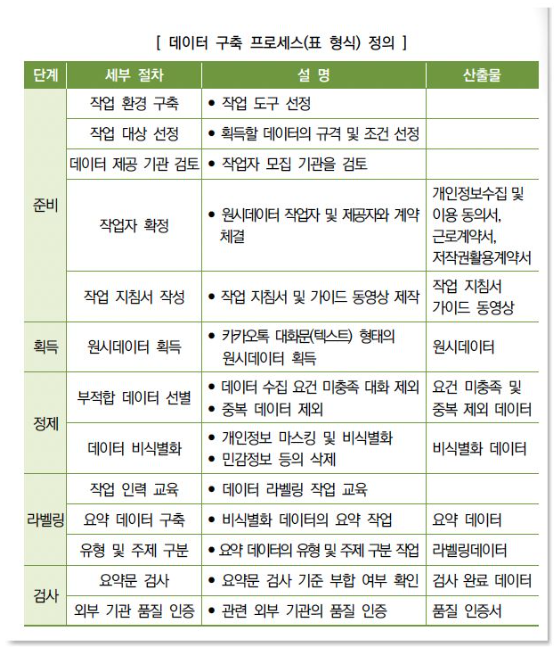 [ 데이터 구축 프로세스(표 형식) 정의 ]
단계 세부 절차 설 명 산출물
준비
작업 환경 구축 • 작업 도구 선정
작업 대상 선정 • 획득할 데이터의 규격 및 조건 선정
데이터 제공 기관 검토 • 작업자 모집 기관을 검토
작업자 확정 • 원시데이터 작업자 및 제공자와 계약
체결
개인정보수집 및
이용 동의서,
근로계약서,
저작권활용계약서
작업 지침서 작성 • 작업 지침서 및 가이드 동영상 제작
작업 지침서
가이드 동영상
획득
원시데이터 획득
• 카카오톡 대화문(텍스트) 형태의
원시데이터 획득
원시데이터
정제
부적합 데이터 선별
• 데이터 수집 요건 미충족 대화 제외
• 중복 데이터 제외
요건 미충족 및
중복 제외 데이터
데이터 비식별화
• 개인정보 마스킹 및 비식별화
• 민감정보 등의 삭제
비식별화 데이터
라벨링
작업 인력 교육 • 데이터 라벨링 작업 교육
요약 데이터 구축 • 비식별화 데이터의 요약 작업 요약 데이터
유형 및 주제 구분 • 요약 데이터의 유형 및 주제 구분 작업 라벨링데이터
검사
요약문 검사 • 요약문 검사 기준 부합 여부 확인 검사 완료 데이터
외부 기관 품질 인증 • 관련 외부 기관의 품질 인증 품질 인증서